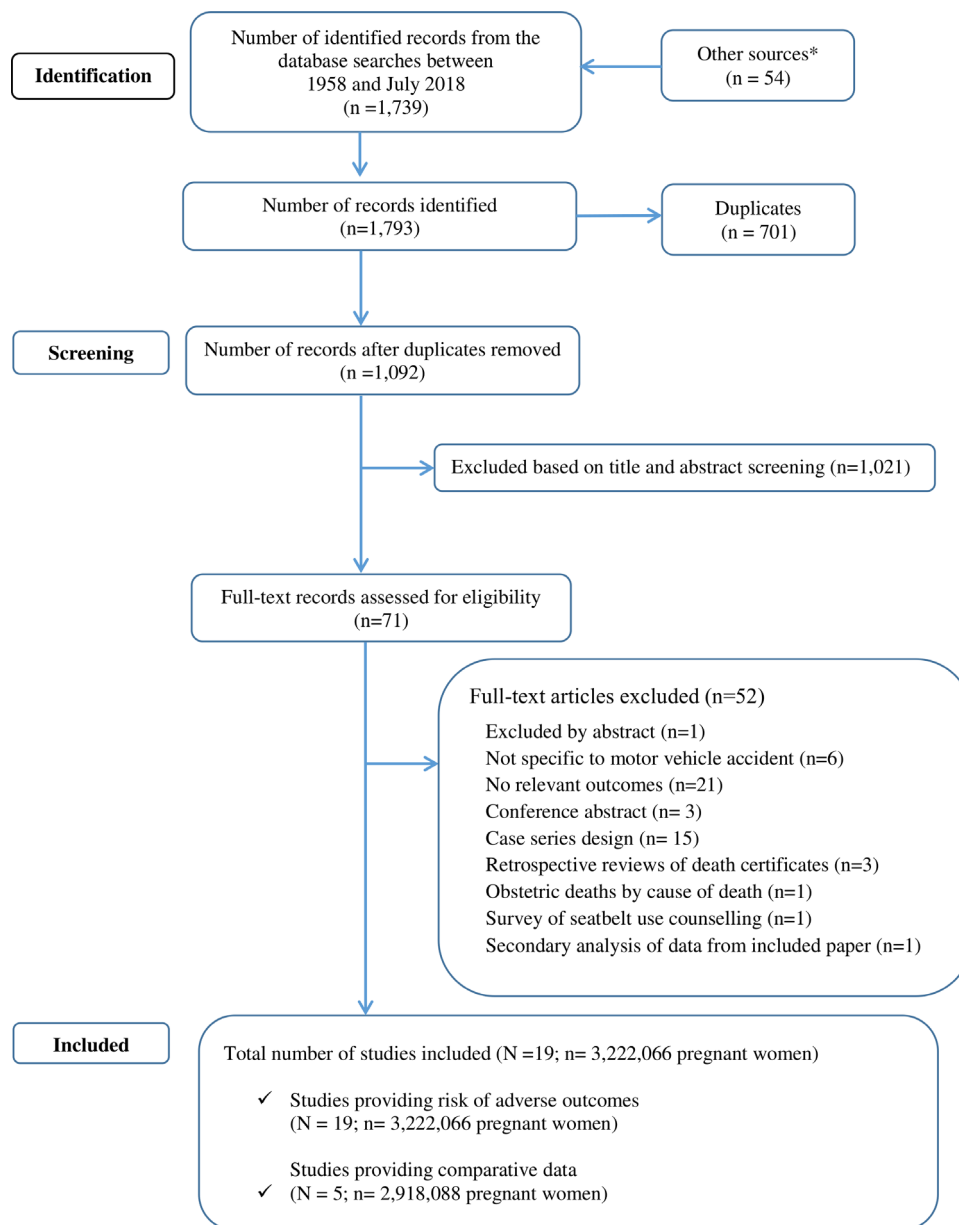 Number of identified records from the
database searches between
1958 and July 2018
(n =1,739)
Other sources*
(n = 54)
Identification
Number of records identified
(n=1,793)
Duplicates
(n = 701)
Screening
Number of records after duplicates removed
(n =1,092)
Excluded based on title and abstract screening (n=1,021)
Full-text records assessed for eligibility
(n=71)
Full-text articles excluded (n=52)
Excluded by abstract (n=1)
Not specific to motor vehicle accident (n=6)
No relevant outcomes (n=21)
Conference abstract (n= 3)
Case series design (n= 15)
Retrospective reviews of death certificates (n=3)
Obstetric deaths by cause of death (n=1)
Survey of seatbelt use counselling (n=1)
Secondary analysis of data from included paper (n=1)
Included
Total number of studies included (N =19; n= 3,222,066 pregnant women)
✓ Studies providing risk of adverse outcomes
(N = 19; n= 3,222,066 pregnant women)
Studies providing comparative data
✓ (N = 5; n= 2,918,088 pregnant women)